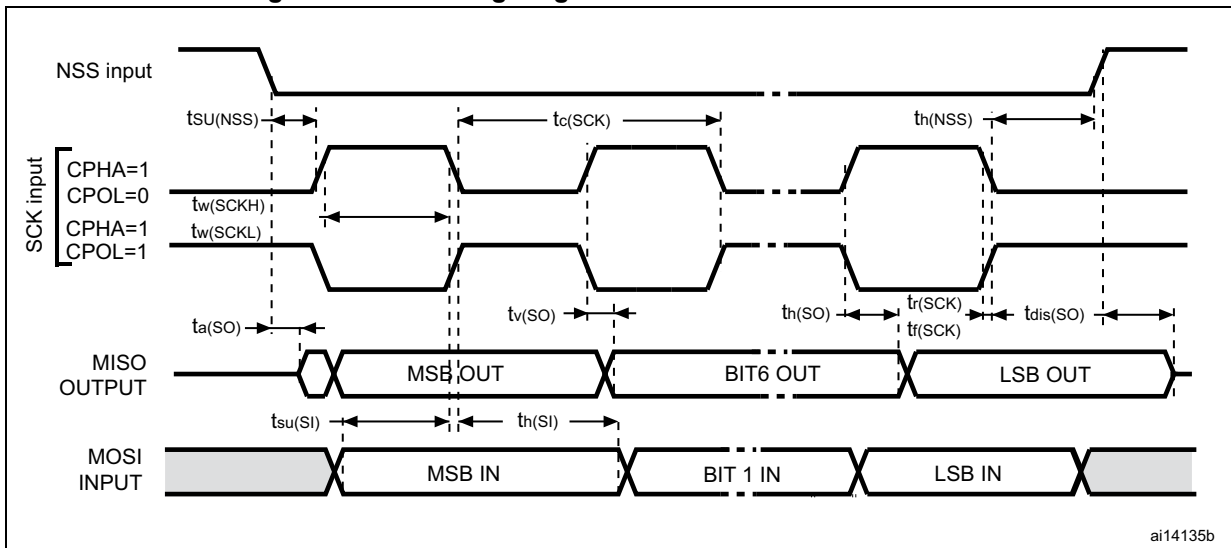 NSS input
tSU(NSS)
tc(SCK)
th(NSS)
SCK input
CPHA=1
CPOL=0
tw(SCKH)
CPHA=1
tw(SCKL)
CPOL=1
ta(SO)
tv(SO)
th(SO)
tr(SCK)
tf(SCK)
tdis(SO)
MISO
OUTPUT
MSB OUT
BIT6 OUT
LSB OUT
tsu(SI)
th(SI)
MOSI
INPUT
MSB IN
BIT 1 IN
LSB IN
ai14135b